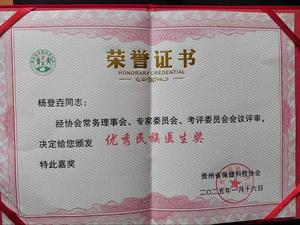 荣誉证书
HONORARY CREDENTIAL
杨登垚同志：
经协会常务理事会、专家委员会、考评委员会会议评审，
决定给您颁发 优秀民族医生奖
特此嘉奖
贵州省保健科技协会
二〇二五年一月十六日